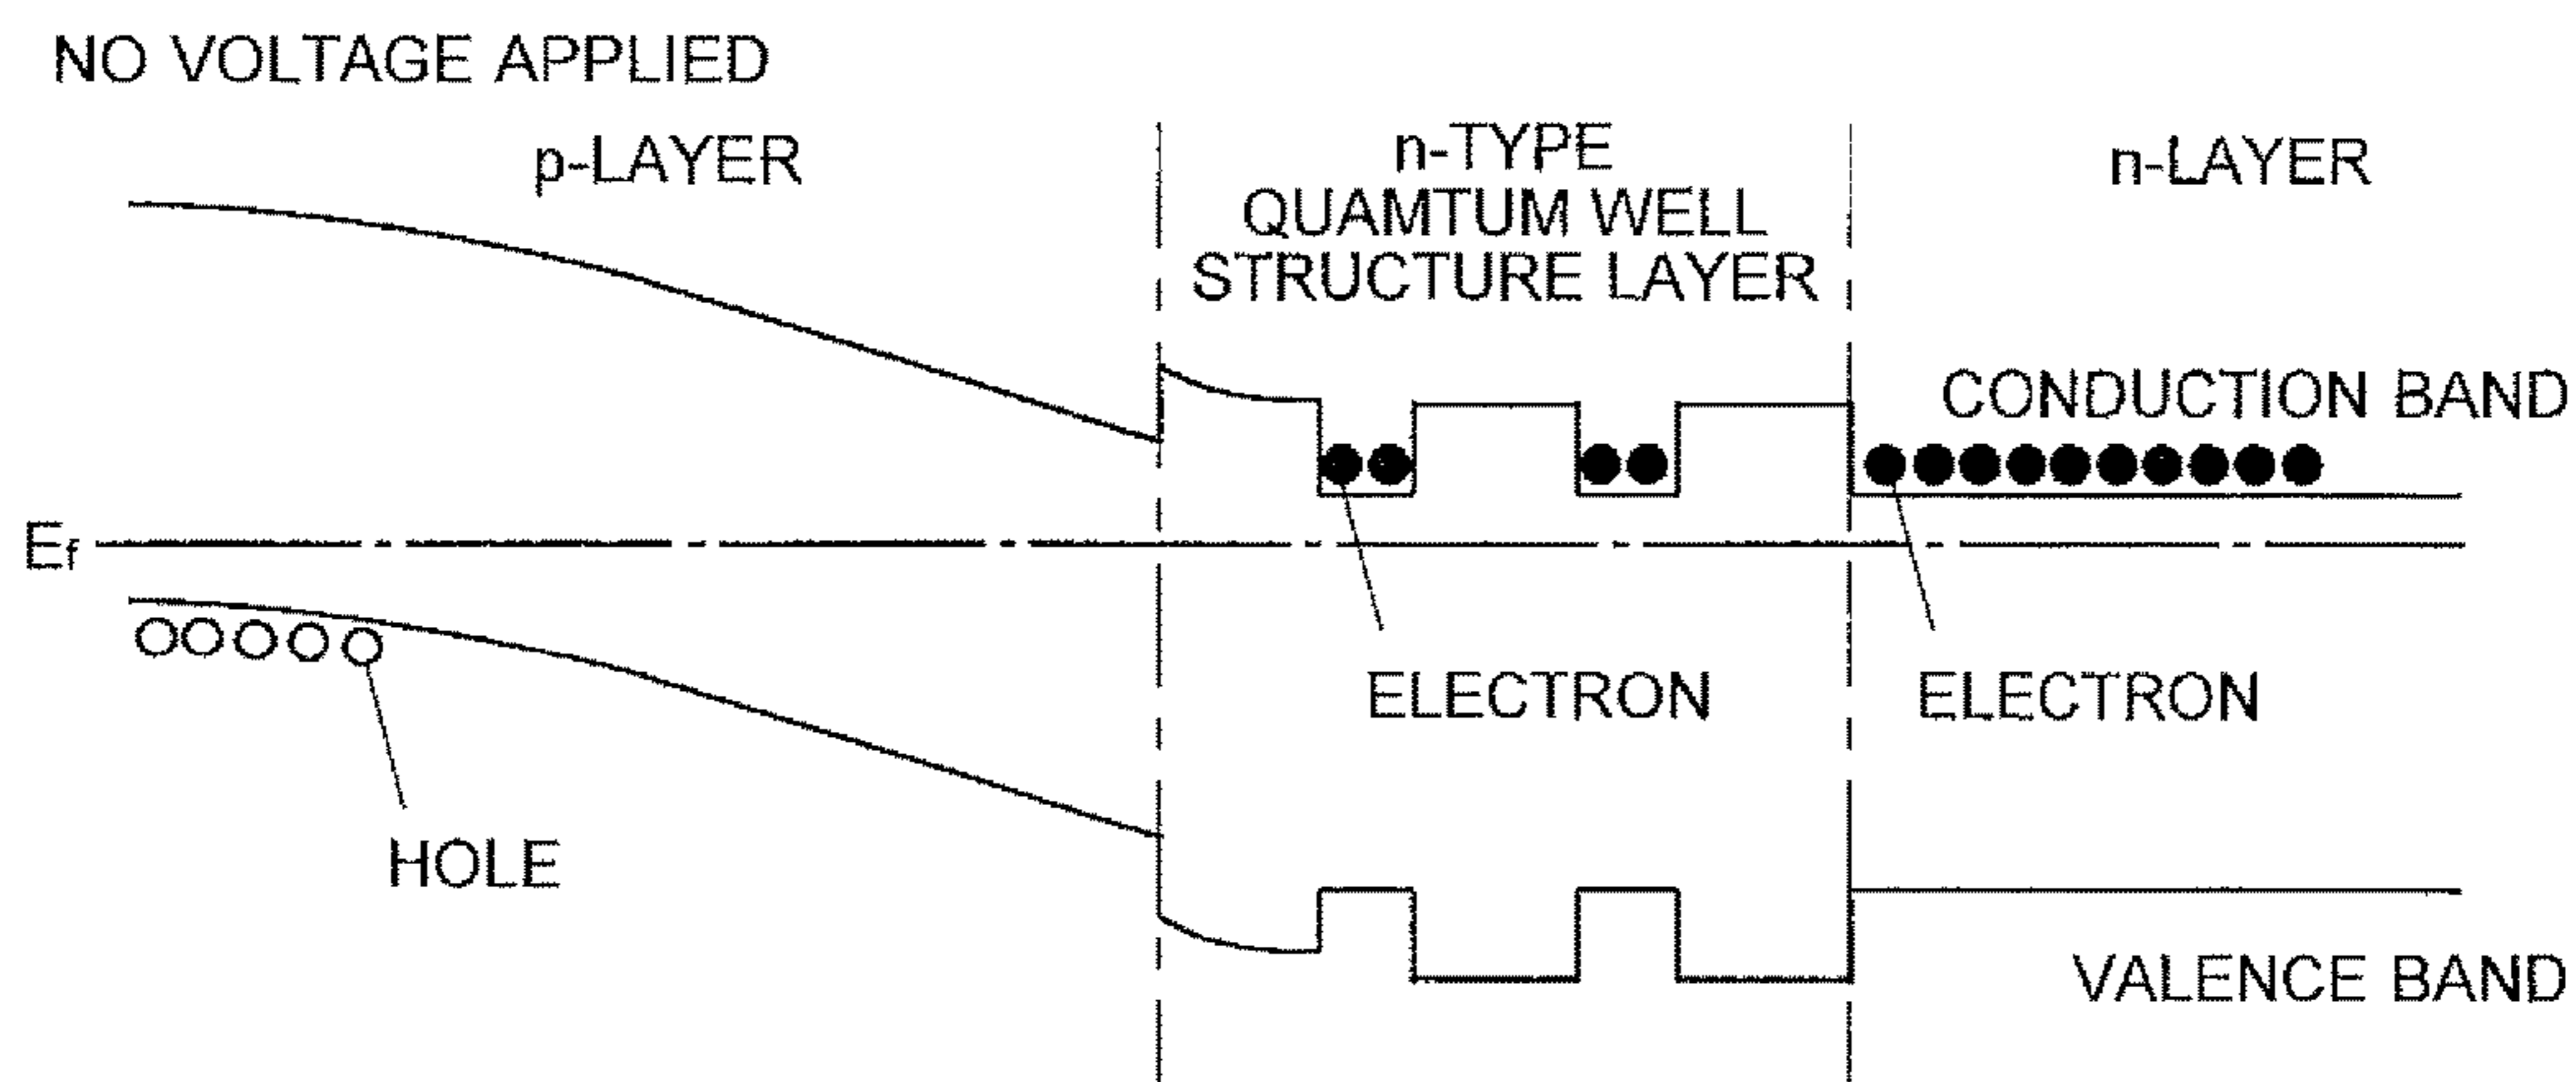 NO VOLTAGE APPLIED
p-LAYER
n-TYPE
QUAMTUM WELL
STRUCTURE LAYER
n-LAYER
CONDUCTION BAND
Ef
ELECTRON
ELECTRON
HOLE
VALENCE BAND